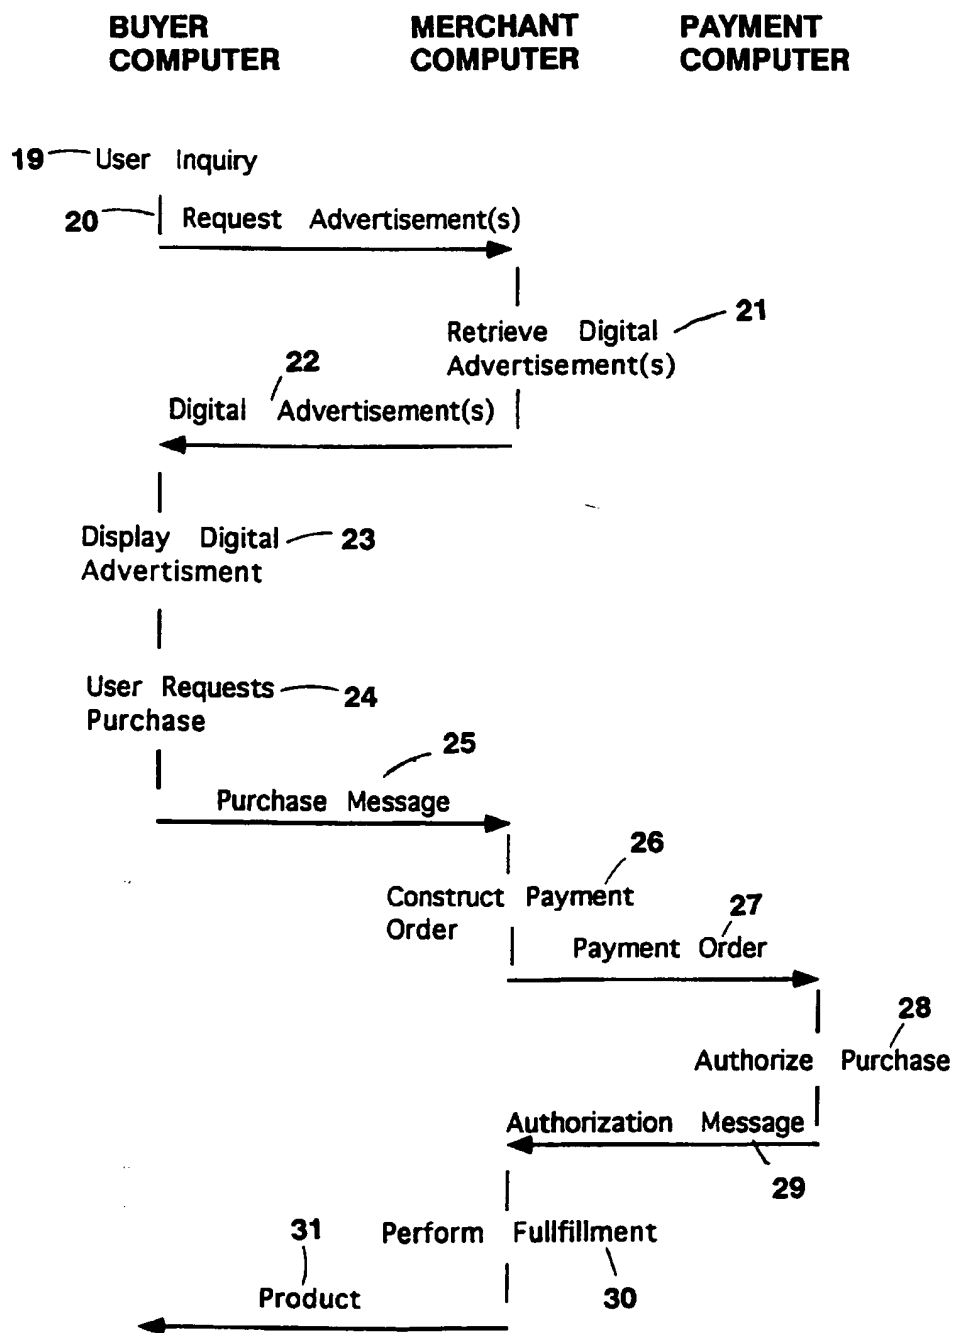 BUYER COMPUTER
MERCHANT COMPUTER
PAYMENT COMPUTER
19 User Inquiry
20 Request Advertisement(s)
21
Retrieve Digital
Advertisement(s)
22
Digital Advertisement(s)
Display Digital 23
Advertisment
User Requests 24
Purchase
25
Purchase Message
26
Construct Payment
Order
27
Payment Order
28
Authorize Purchase
Authorization Message
29
31
Perform Fullfillment
Product
30